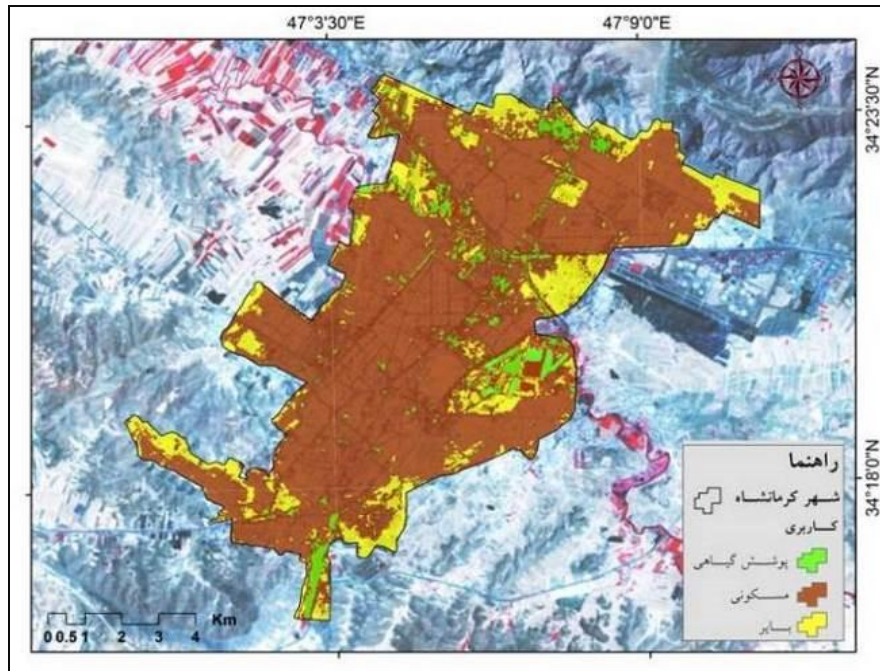 47°3'30"E 47°9'0"E
34°23'30"N
34°18'0"N
راهنما
شهر کرمانشاه
کاربری
پوشش گیاهی
مسکونی
بایر
Km
0 0.5 1 2 3 4